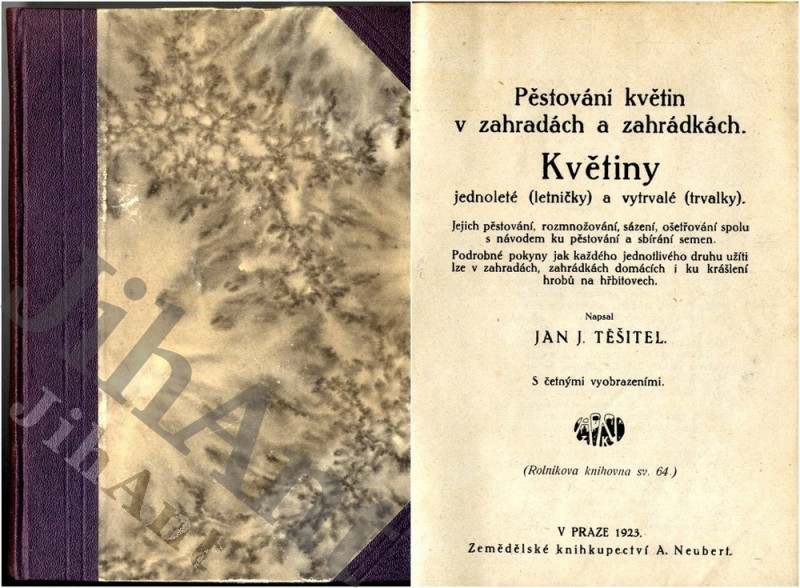 JihAnt
JihAnt
Pěstování květin
v zahradách a zahrádkách.
Květiny
jednoleté (letničky) a vytrvalé (trvalky).
Jejich pěstování, rozmnožování, sázení, ošetřování spolu
s návodem ku pěstování a sbírání semen.
Podrobné pokyny jak každého jednotlivého druhu užíti
lze v zahradách, zahrádkách domácích i ku krášlení
hrobů na hřbitovech.
Napsal
JAN J. TĚŠITEL.
S četnými vyobrazeními.
(Rolníkova knihovna sv. 64.)
V PRAZE 1923.
Zemědělské knihkupectví A. Neubert.